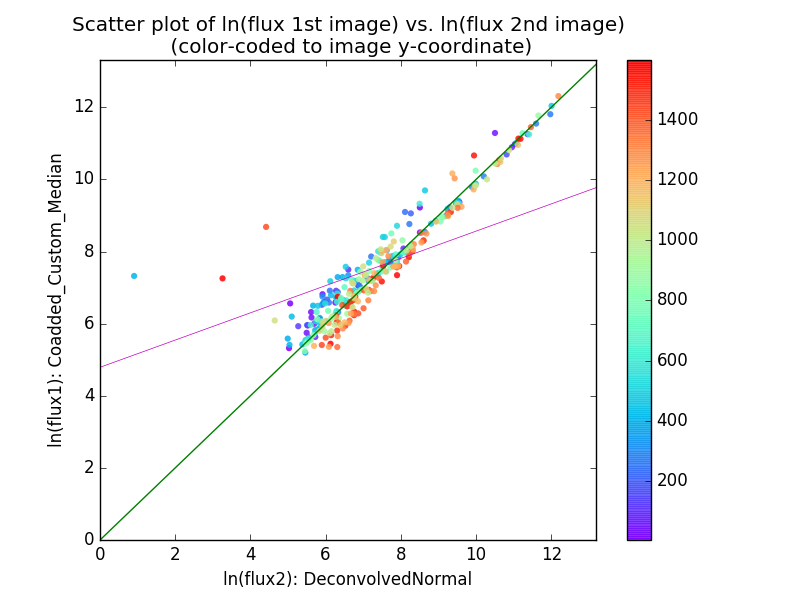 Scatter plot of ln(flux 1st image) vs. ln(flux 2nd image)
(color-coded to image y-coordinate)
ln(flux1): Coadded_Custom_Median
12
10
8
6
4
2
0
0 2 4 6 8 10 12
ln(flux2): DeconvolvedNormal
1400
1200
1000
800
600
400
200